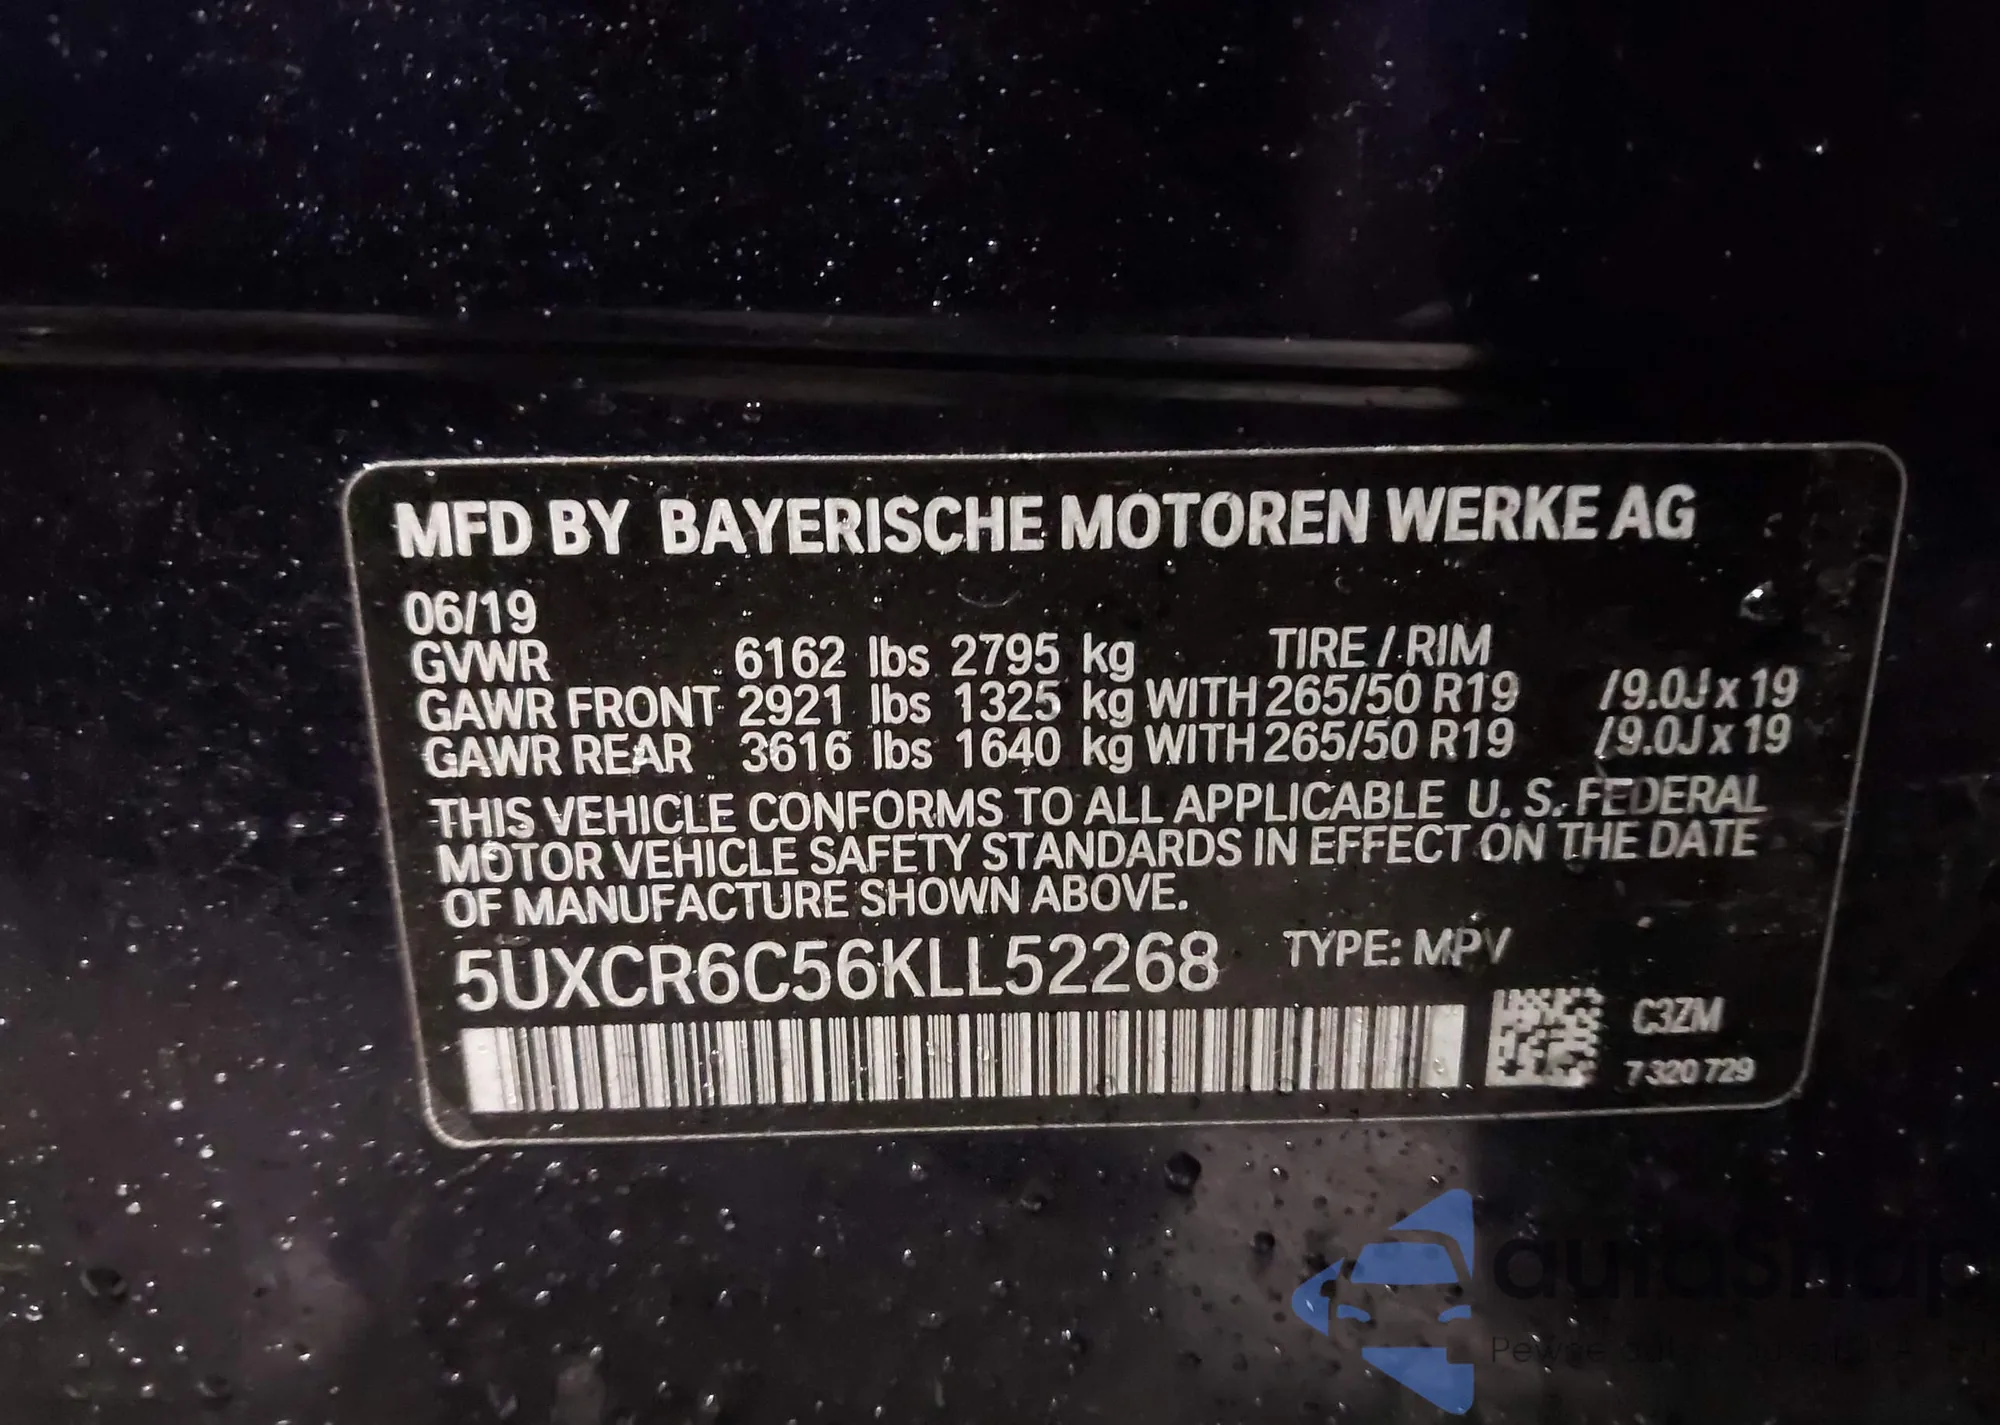 MFD BY BAYERISCHE MOTOREN WERKE AG
06/19
GVWR 6162 lbs 2795 kg TIRE / RIM
GAWR FRONT 2921 lbs 1325 kg WITH 265/50 R19 /9.0J x 19
GAWR REAR 3616 lbs 1640 kg WITH 265/50 R19 /9.0J x 19
THIS VEHICLE CONFORMS TO ALL APPLICABLE U. S. FEDERAL
MOTOR VEHICLE SAFETY STANDARDS IN EFFECT ON THE DATE
OF MANUFACTURE SHOWN ABOVE.
5UXCR6C56KLL52268 TYPE: MPV
C3ZM
7 320 729
autasnap